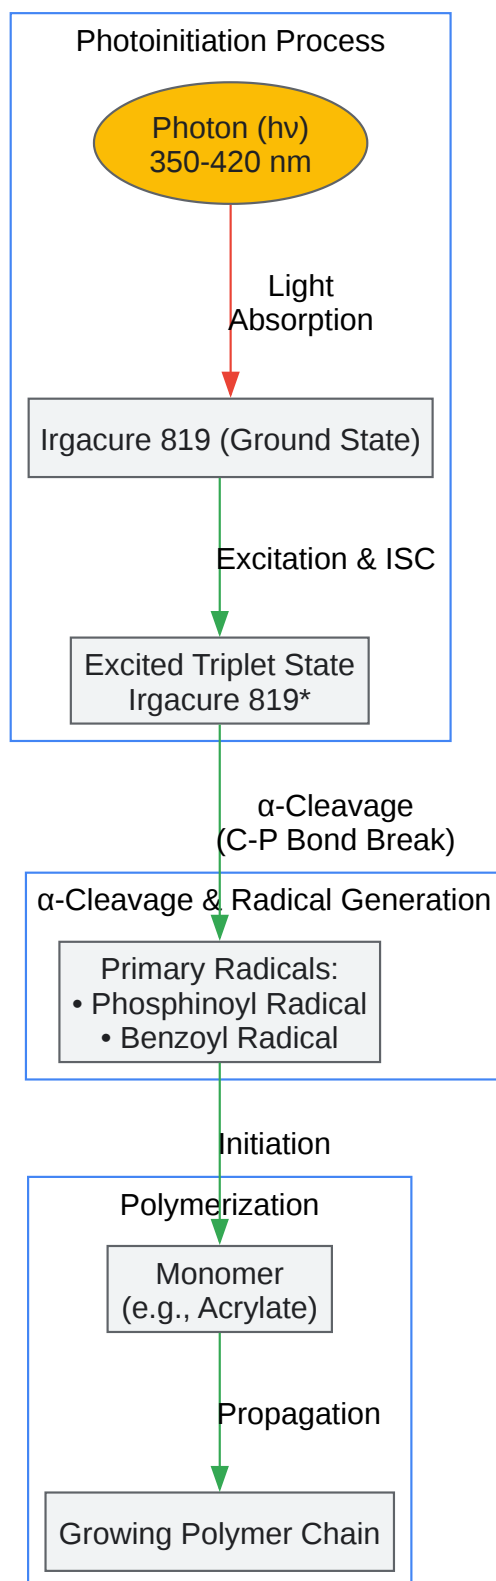 Photoinitiation Process
Photon (hν)
350-420 nm
Light
Absorption
Irgacure 819 (Ground State)
Excitation & ISC
Excited Triplet State
Irgacure 819*
α-Cleavage
(C-P Bond Break)
α-Cleavage & Radical Generation
Primary Radicals:
• Phosphinoyl Radical
• Benzoyl Radical
Initiation
Polymerization
Monomer
(e.g., Acrylate)
Propagation
Growing Polymer Chain